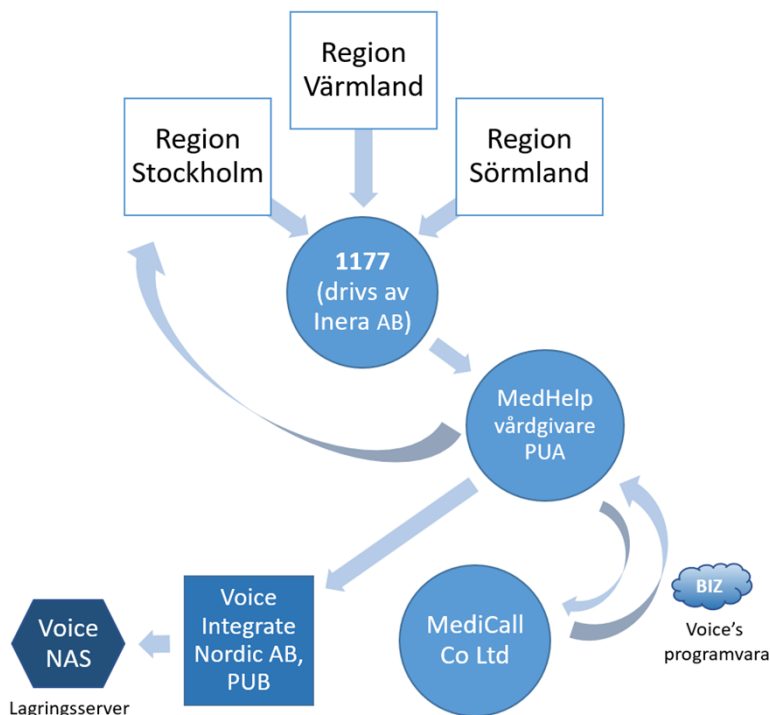 Region
Värmland
Region
Stockholm
Region
Sörmland
1177
(drivs av
Inera AB)
MedHelp
vårdgivare
PUA
Voice
NAS
Lagringsserver
Voice
Integrate
Nordic AB,
PUB
MediCall
Co Ltd
BIZ
Voice's
programvara